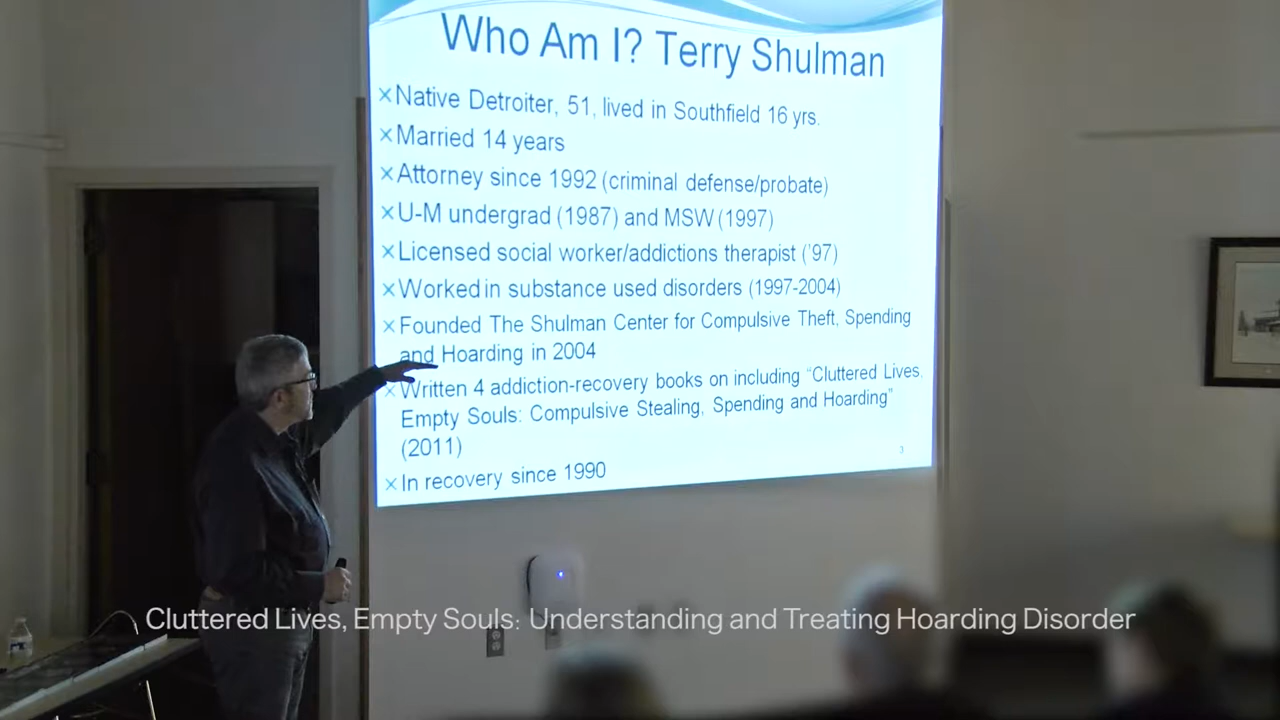 Who Am I? Terry Shulman
×Native Detroiter, 51, lived in Southfield 16 yrs.
×Married 14 years
×Attorney since 1992 (criminal defense/probate)
×U-M undergrad (1987) and MSW (1997)
×Licensed social worker/addictions therapist ('97)
×Worked in substance used disorders (1997-2004)
×Founded The Shulman Center for Compulsive Theft, Spending
and Hoarding in 2004
×Written 4 addiction-recovery books on including “Cluttered Lives,
Empty Souls: Compulsive Stealing, Spending and Hoarding”
(2011)
3
×In recovery since 1990
Cluttered Lives, Empty Souls: Understanding and Treating Hoarding Disorder